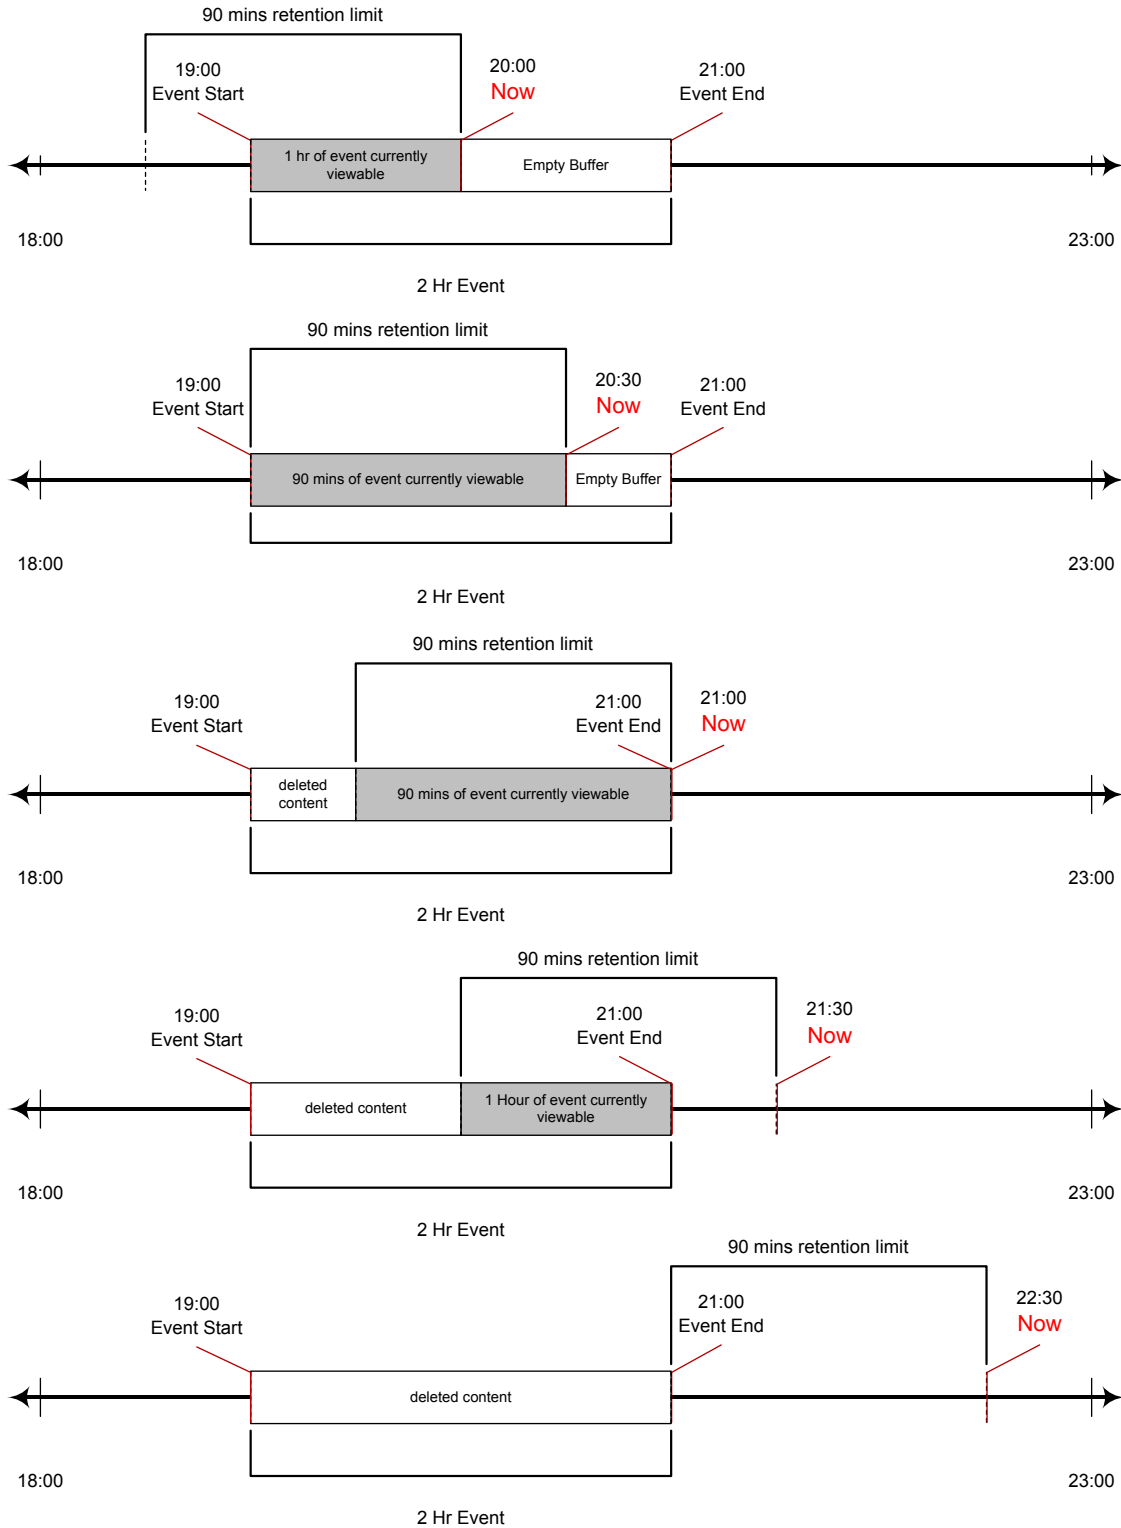 90 mins retention limit
19:00
Event Start
20:00
Now
21:00
Event End
1 hr of event currently
viewable
Empty Buffer
18:00
23:00
2 Hr Event
90 mins retention limit
19:00
Event Start
20:30
Now
21:00
Event End
90 mins of event currently viewable
Empty Buffer
18:00
23:00
2 Hr Event
90 mins retention limit
19:00
Event Start
21:00
Event End
21:00
Now
deleted
content
90 mins of event currently viewable
18:00
23:00
2 Hr Event
90 mins retention limit
19:00
Event Start
21:00
Event End
21:30
Now
deleted content
1 Hour of event currently
viewable
18:00
23:00
2 Hr Event
90 mins retention limit
19:00
Event Start
21:00
Event End
22:30
Now
deleted content
18:00
23:00
2 Hr Event